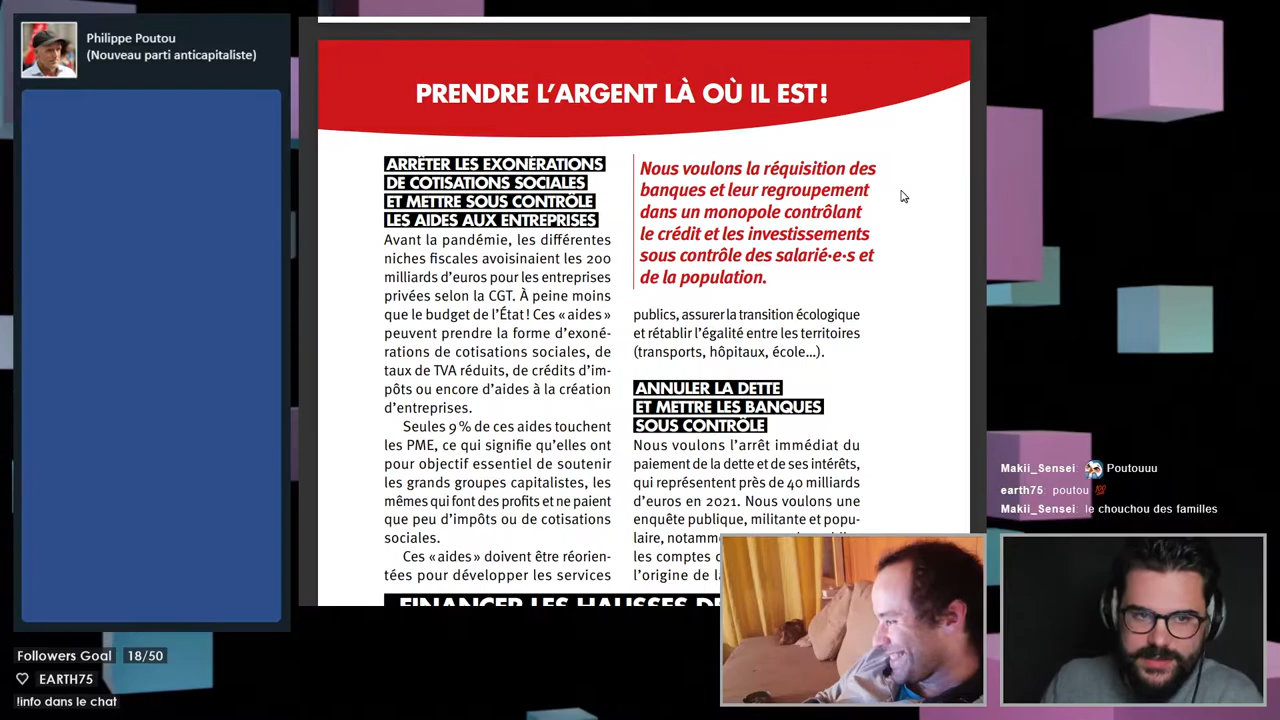 Philippe Poutou
(Nouveau parti anticapitaliste)
PRENDRE L’ARGENT LÀ OÙ IL EST !
ARRÊTER LES EXONÉRATIONS
DE COTISATIONS SOCIALES
ET METTRE SOUS CONTRÔLE
LES AIDES AUX ENTREPRISES
Avant la pandémie, les différentes
niches fiscales avoisinaient les 200
milliards d’euros pour les entreprises
privées selon la CGT. À peine moins
que le budget de l’État ! Ces « aides »
peuvent prendre la forme d’exoné-
rations de cotisations sociales, de
taux de TVA réduits, de crédits d’im-
pôts ou encore d’aides à la création
d’entreprises.
Seules 9 % de ces aides touchent
les PME, ce qui signifie qu’elles ont
pour objectif essentiel de soutenir
les grands groupes capitalistes, les
mêmes qui font des profits et ne paient
que peu d’impôts ou de cotisations
sociales.
Ces « aides » doivent être réorien-
tées pour développer les services
Nous voulons la réquisition des
banques et leur regroupement
dans un monopole contrôlant
le crédit et les investissements
sous contrôle des salarié·e·s et
de la population.
publics, assurer la transition écologique
et rétablir l’égalité entre les territoires
(transports, hôpitaux, école…).
ANNULER LA DETTE
ET METTRE LES BANQUES
SOUS CONTRÔLE
Nous voulons l’arrêt immédiat du
paiement de la dette et de ses intérêts,
qui représentent près de 40 milliards
d’euros en 2021. Nous voulons une
enquête publique, militante et popu-
laire,
les comptes
l’origine de
FINANCER LES HAUSSES
Makii_Sensei: Poutouuu
earth75: poutou 💯
Makii_Sensei: le chouchou des familles
Followers Goal 18/50
EARTH75
!info dans le chat